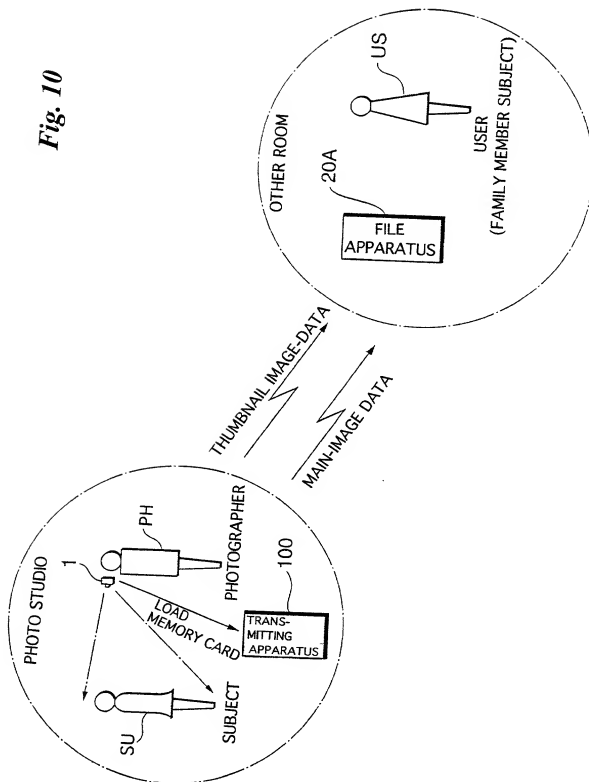 Fig. 10
PHOTO STUDIO
1
PH
PHOTOGRAPHER
SU
SUBJECT
LOAD
MEMORY CARD
100
TRANS-
MITTING
APPARATUS
THUMBNAIL IMAGE-DATA
MAIN-IMAGE DATA
OTHER ROOM
20A
FILE
APPARATUS
US
USER
(FAMILY MEMBER SUBJECT)